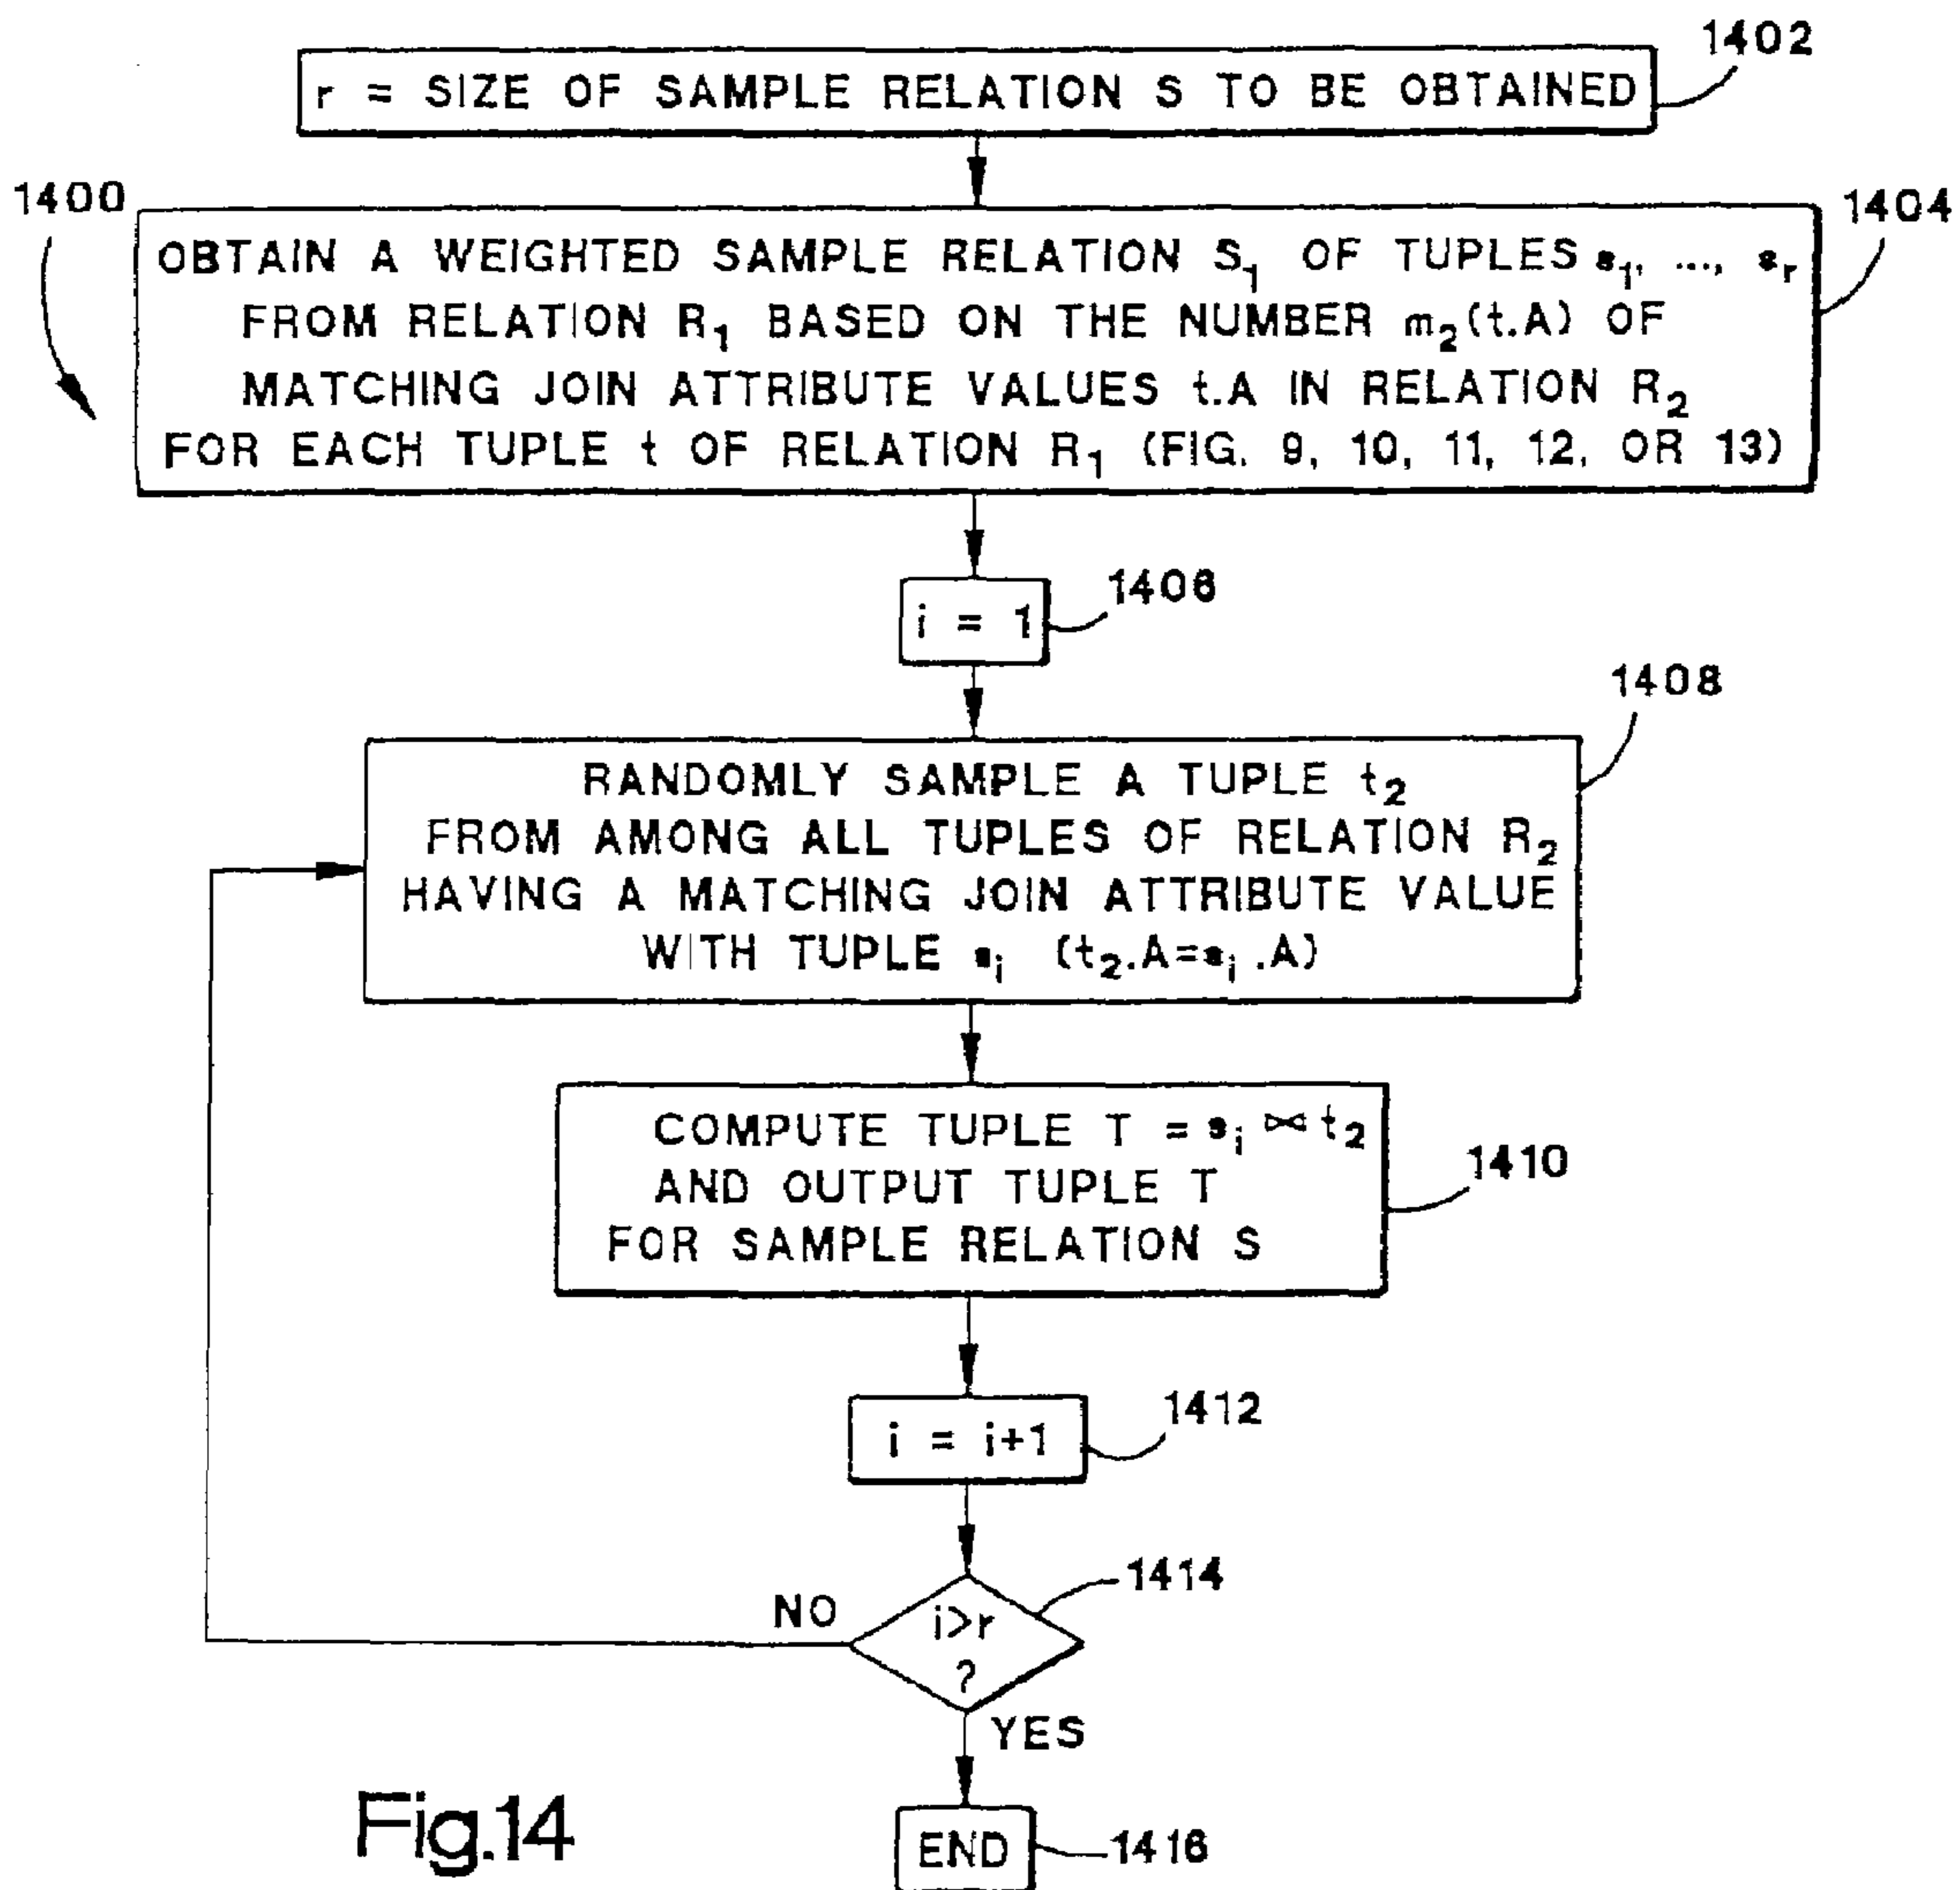 1402
r = SIZE OF SAMPLE RELATION S TO BE OBTAINED
1400
1404
OBTAIN A WEIGHTED SAMPLE RELATION S₁ OF TUPLES s₁, ..., sᵣ
FROM RELATION R₁ BASED ON THE NUMBER m₂(t.A) OF
MATCHING JOIN ATTRIBUTE VALUES t.A IN RELATION R₂
FOR EACH TUPLE t OF RELATION R₁ (FIG. 9, 10, 11, 12, OR 13)
1406
i = 1
1408
RANDOMLY SAMPLE A TUPLE t₂
FROM AMONG ALL TUPLES OF RELATION R₂
HAVING A MATCHING JOIN ATTRIBUTE VALUE
WITH TUPLE sᵢ (t₂.A=sᵢ.A)
COMPUTE TUPLE T = sᵢ ⋈ t₂
AND OUTPUT TUPLE T
FOR SAMPLE RELATION S
1410
1412
i = i+1
1414
NO
i>r
?
YES
Fig.14
END
1416